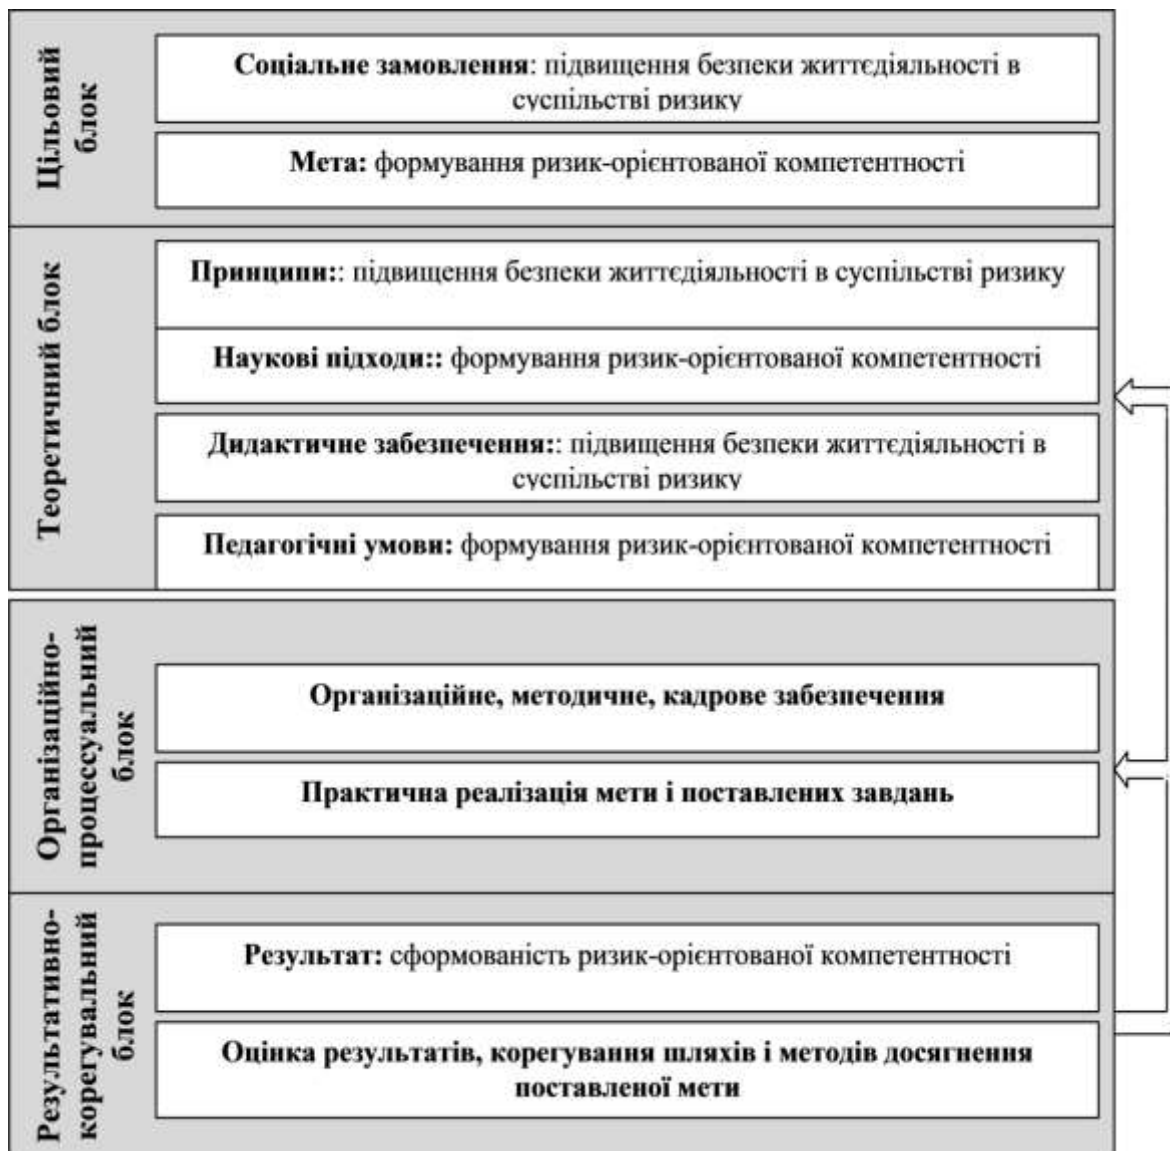 Цільовий
блок
Соціальне замовлення: підвищення безпеки життєдіяльності в
суспільстві ризику
Мета: формування ризик-орієнтованої компетентності
Теоретичний блок
Принципи:: підвищення безпеки життєдіяльності в суспільстві ризику
Наукові підходи:: формування ризик-орієнтованої компетентності
Дидактичне забезпечення:: підвищення безпеки життєдіяльності в
суспільстві ризику
Педагогічні умови: формування ризик-орієнтованої компетентності
Організаційно-
процессуальний
блок
Організаційне, методичне, кадрове забезпечення
Практична реалізація мети і поставлених завдань
Результативно-
корегувальний
блок
Результат: сформованість ризик-орієнтованої компетентності
Оцінка результатів, корегування шляхів і методів досягнення
поставленої мети